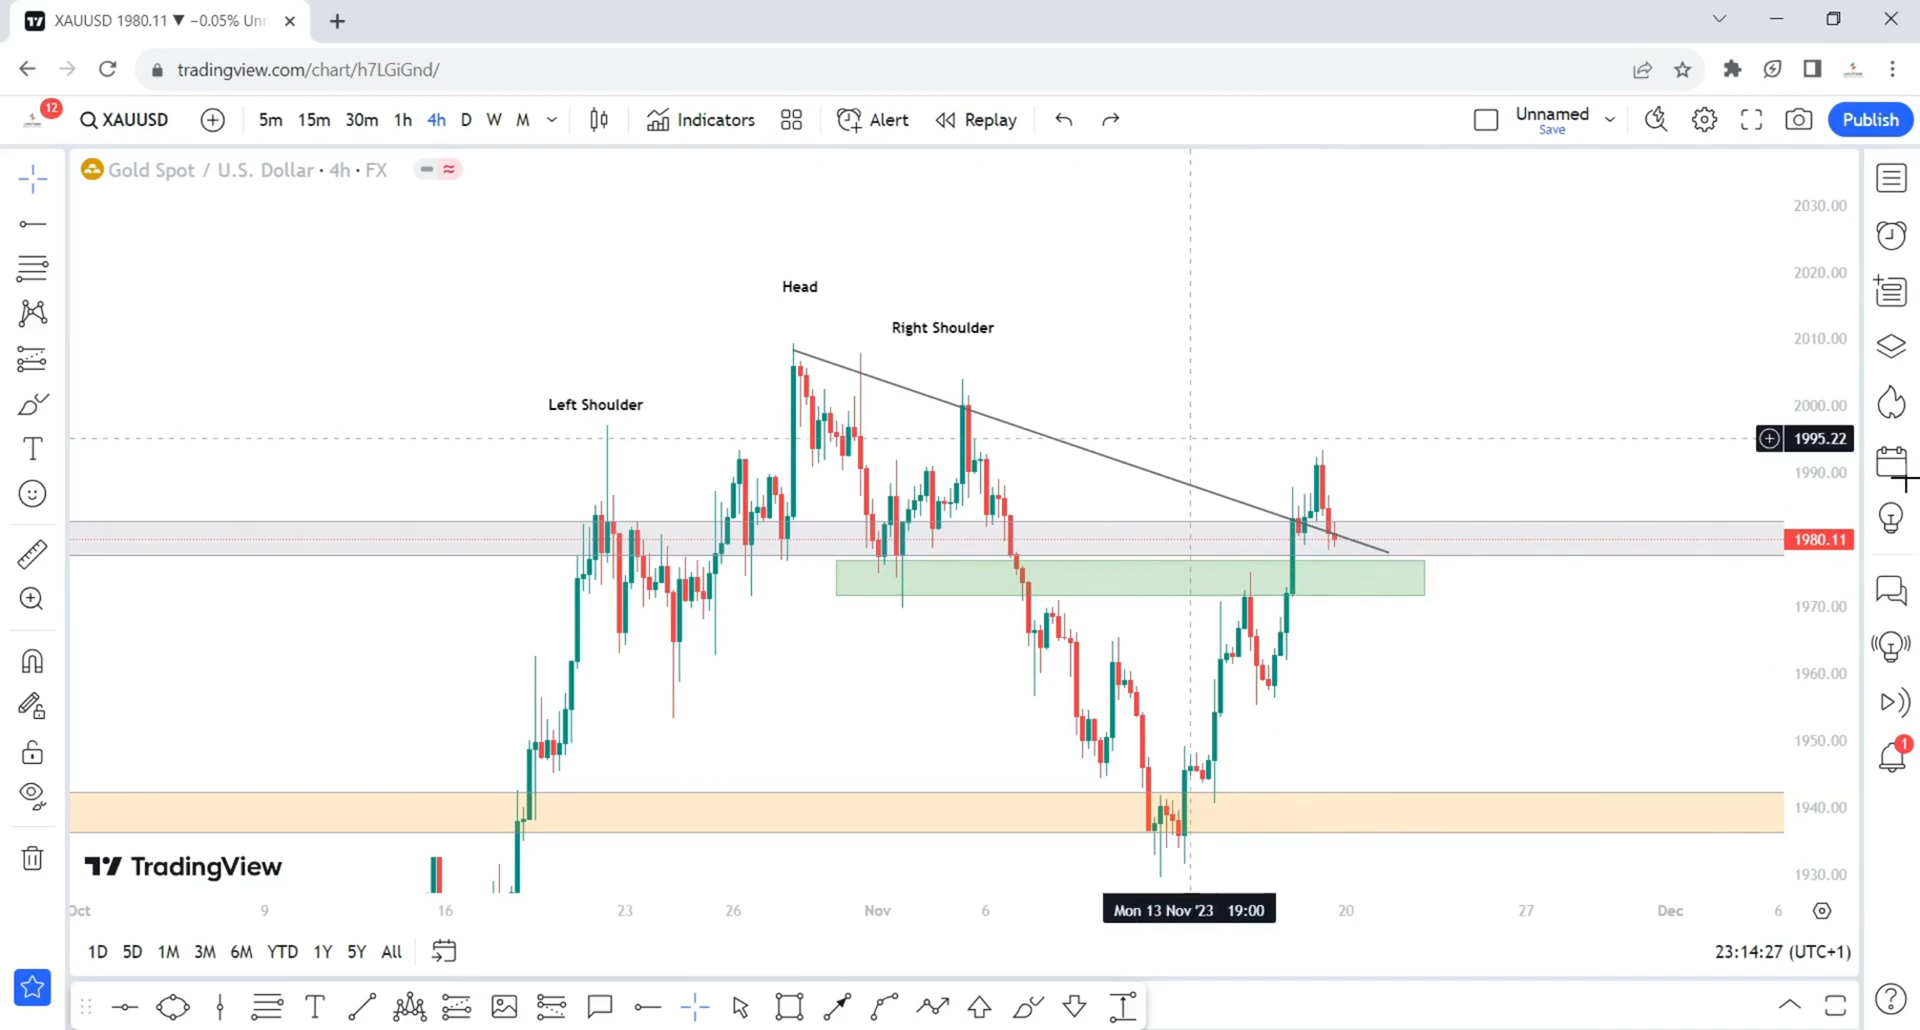 XAUUSD 1980.11 ▼ −0.05% Unn
tradingview.com/chart/h7LGiGnd/
12
XAUUSD
5m 15m 30m 1h 4h D W M
Indicators
Alert
Replay
Unnamed
Save
Publish
Gold Spot / U.S. Dollar · 4h · FX
2030.00
2020.00
Head
Right Shoulder
2010.00
Left Shoulder
2000.00
1995.22
1990.00
1980.11
1970.00
1960.00
1950.00
1
1940.00
1930.00
TradingView
Oct 9 16 23 26 Nov 6 Mon 13 Nov '23 19:00 20 27 Dec 6
1D 5D 1M 3M 6M YTD 1Y 5Y All
23:14:27 (UTC+1)